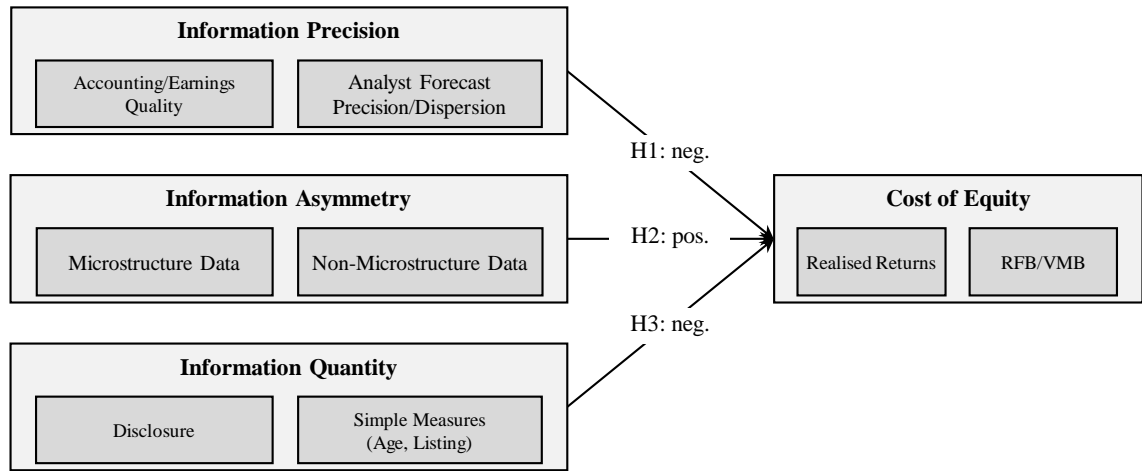 Information Precision
Accounting/Earnings
Quality
Analyst Forecast
Precision/Dispersion
H1: neg.
Information Asymmetry
Microstructure Data
Non-Microstructure Data
H2: pos.
Cost of Equity
Realised Returns
RFB/VMB
H3: neg.
Information Quantity
Disclosure
Simple Measures
(Age, Listing)